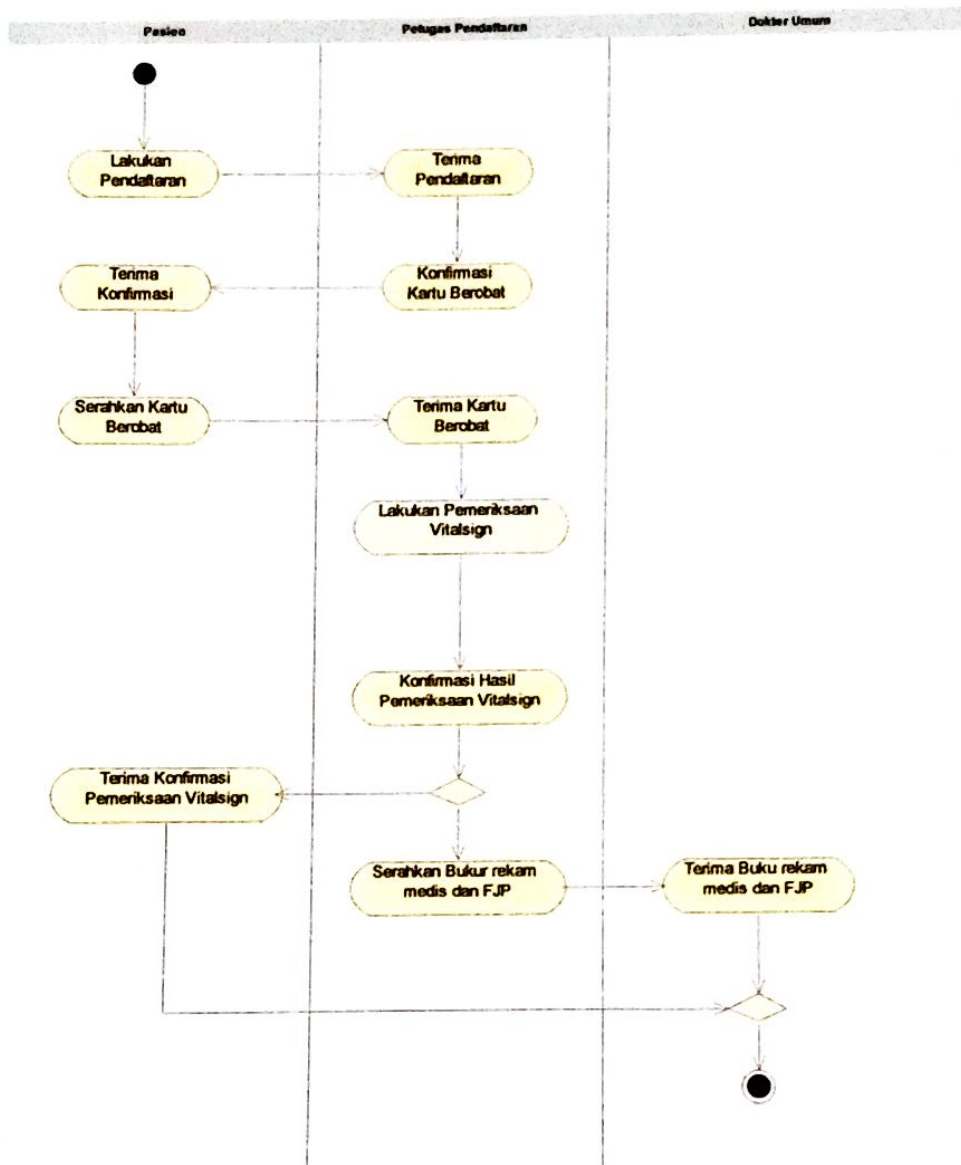 Pasien
Petugas Pendaftaran
Dokter Umum
Lakukan
Pendaftaran
Terima
Pendaftaran
Terima
Konfirmasi
Konfirmasi
Kartu Berobat
Serahkan Kartu
Berobat
Terima Kartu
Berobat
Lakukan Pemeriksaan
Vitalsign
Konfirmasi Hasil
Pemeriksaan Vitalsign
Terima Konfirmasi
Pemeriksaan Vitalsign
Serahkan Bukur rekam
medis dan FJP
Terima Buku rekam
medis dan FJP